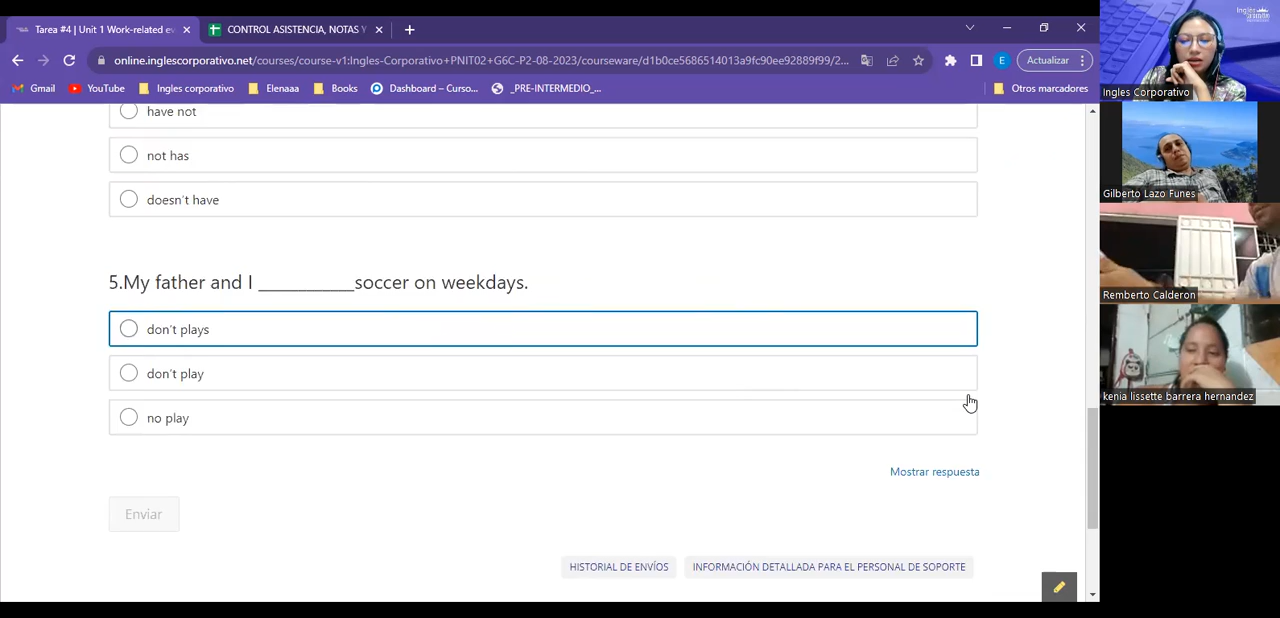 Tarea #4 | Unit 1 Work-related ev
CONTROL ASISTENCIA, NOTAS Y
online.inglescorporativo.net/courses/course-v1:Ingles-Corporativo+PNIT02+G6C-P2-08-2023/courseware/d1b0ce5686514013a9fc90ee92889f99/2...
E
Actualizar
Gmail
YouTube
Ingles corporativo
Elenaaa
Books
Dashboard – Curso...
_PRE-INTERMEDIO_...
Otros marcadores
have not
not has
doesn't have
5.My father and I ___________soccer on weekdays.
don't plays
don't play
no play
Mostrar respuesta
Enviar
HISTORIAL DE ENVÍOS
INFORMACIÓN DETALLADA PARA EL PERSONAL DE SOPORTE
Ingles Corporativo
Gilberto Lazo Funes
Remberto Calderon
kenia lissette barrera hernandez